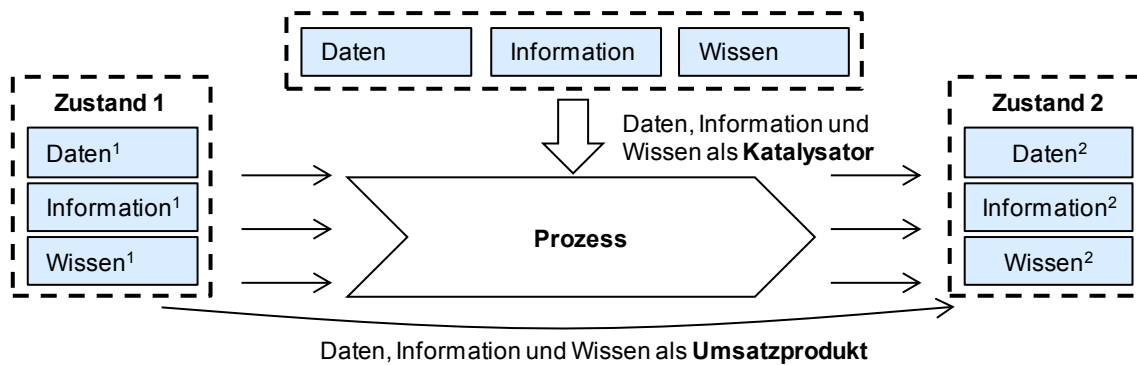 Daten
Information
Wissen
Zustand 1
Daten¹
Information¹
Wissen¹
Daten, Information und
Wissen als Katalysator
Prozess
Zustand 2
Daten²
Information²
Wissen²
Daten, Information und Wissen als Umsatzprodukt